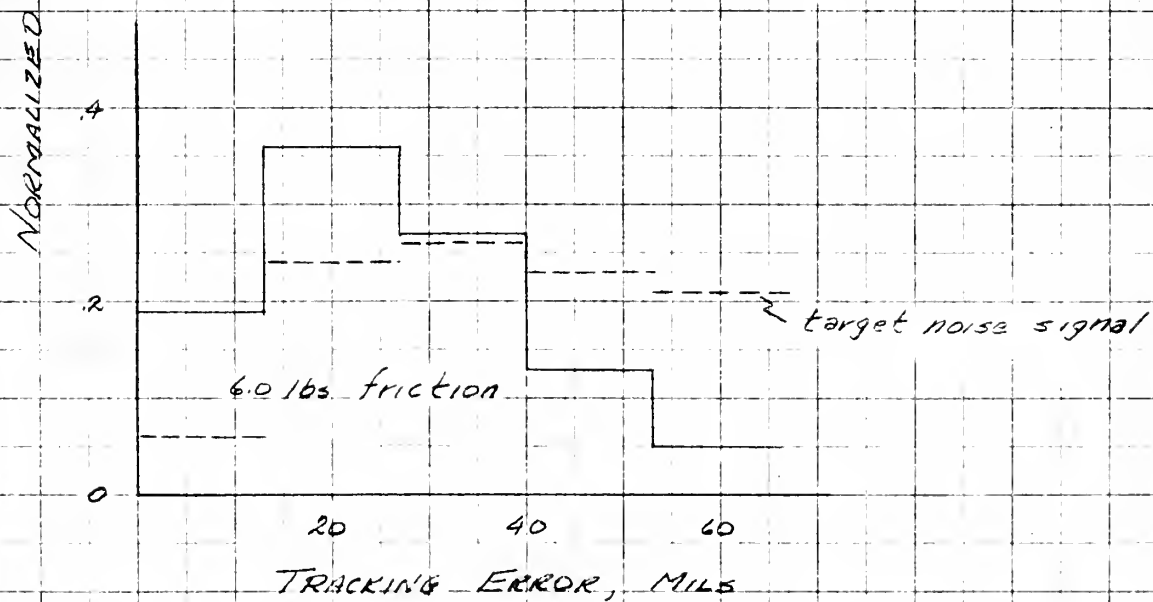 NORMALIZED
.4
.2
0
target noise signal
6.0 lbs friction
20 40 60
TRACKING ERROR, MILS